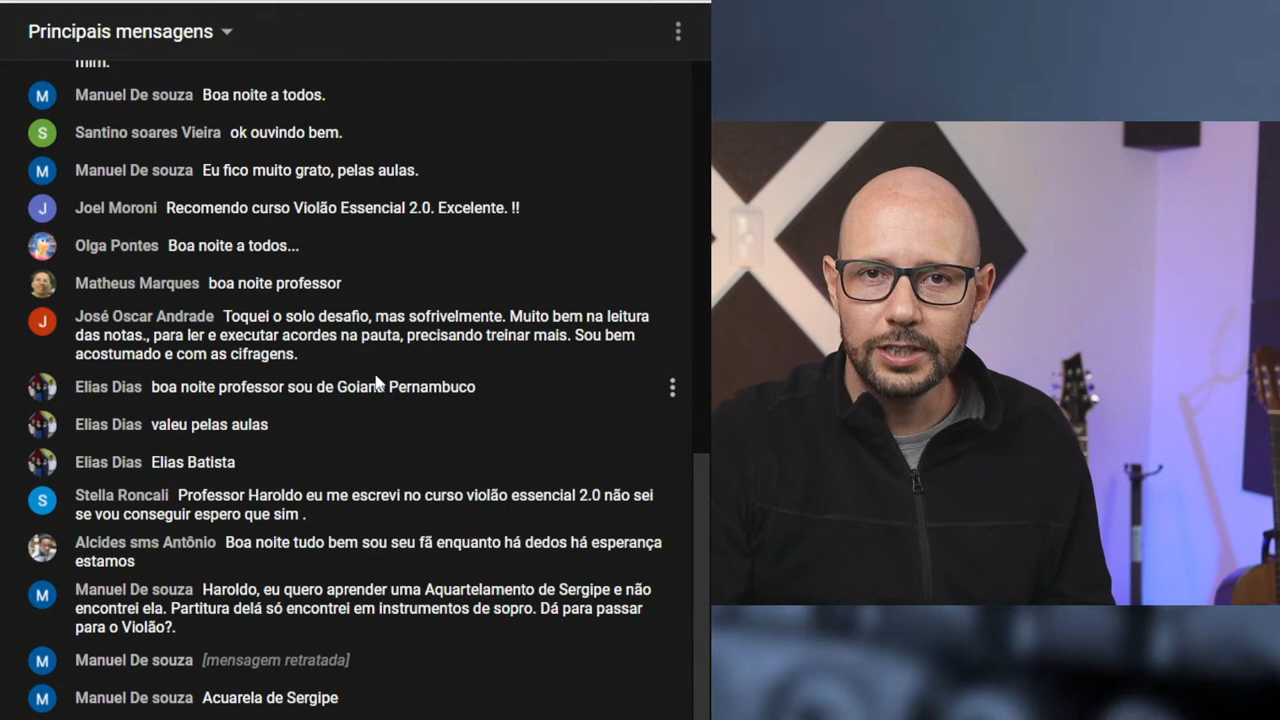 Principais mensagens
mim.
M Manuel De souza Boa noite a todos.
S Santino soares Vieira ok ouvindo bem.
M Manuel De souza Eu fico muito grato, pelas aulas.
J Joel Moroni Recomendo curso Violão Essencial 2.0. Excelente. !!
Olga Pontes Boa noite a todos...
Matheus Marques boa noite professor
J José Oscar Andrade Toquei o solo desafio, mas sofrivelmente. Muito bem na leitura
das notas., para ler e executar acordes na pauta, precisando treinar mais. Sou bem
acostumado e com as cifragens.
Elias Dias boa noite professor sou de Goiana Pernambuco
Elias Dias valeu pelas aulas
Elias Dias Elias Batista
S Stella Roncali Professor Haroldo eu me escrevi no curso violão essencial 2.0 não sei
se vou conseguir espero que sim .
Alcides sms Antônio Boa noite tudo bem sou seu fã enquanto há dedos há esperança
estamos
M Manuel De souza Haroldo, eu quero aprender uma Aquartelamento de Sergipe e não
encontrei ela. Partitura delá só encontrei em instrumentos de sopro. Dá para passar
para o Violão?.
M Manuel De souza [mensagem retratada]
M Manuel De souza Acuarela de Sergipe